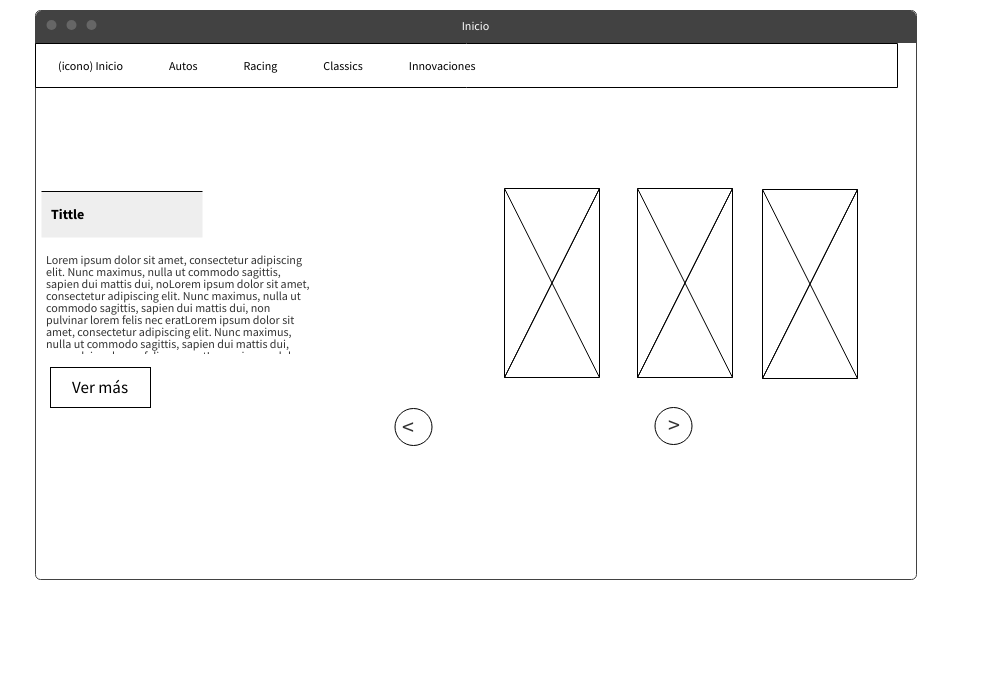 Inicio
(icono) Inicio Autos Racing Classics Innovaciones
Tittle
Lorem ipsum dolor sit amet, consectetur adipiscing
elit. Nunc maximus, nulla ut commodo sagittis,
sapien dui mattis dui, noLorem ipsum dolor sit amet,
consectetur adipiscing elit. Nunc maximus, nulla ut
commodo sagittis, sapien dui mattis dui, non
pulvinar lorem felis nec eratLorem ipsum dolor sit
amet, consectetur adipiscing elit. Nunc maximus,
nulla ut commodo sagittis, sapien dui mattis dui,
Ver más
< >